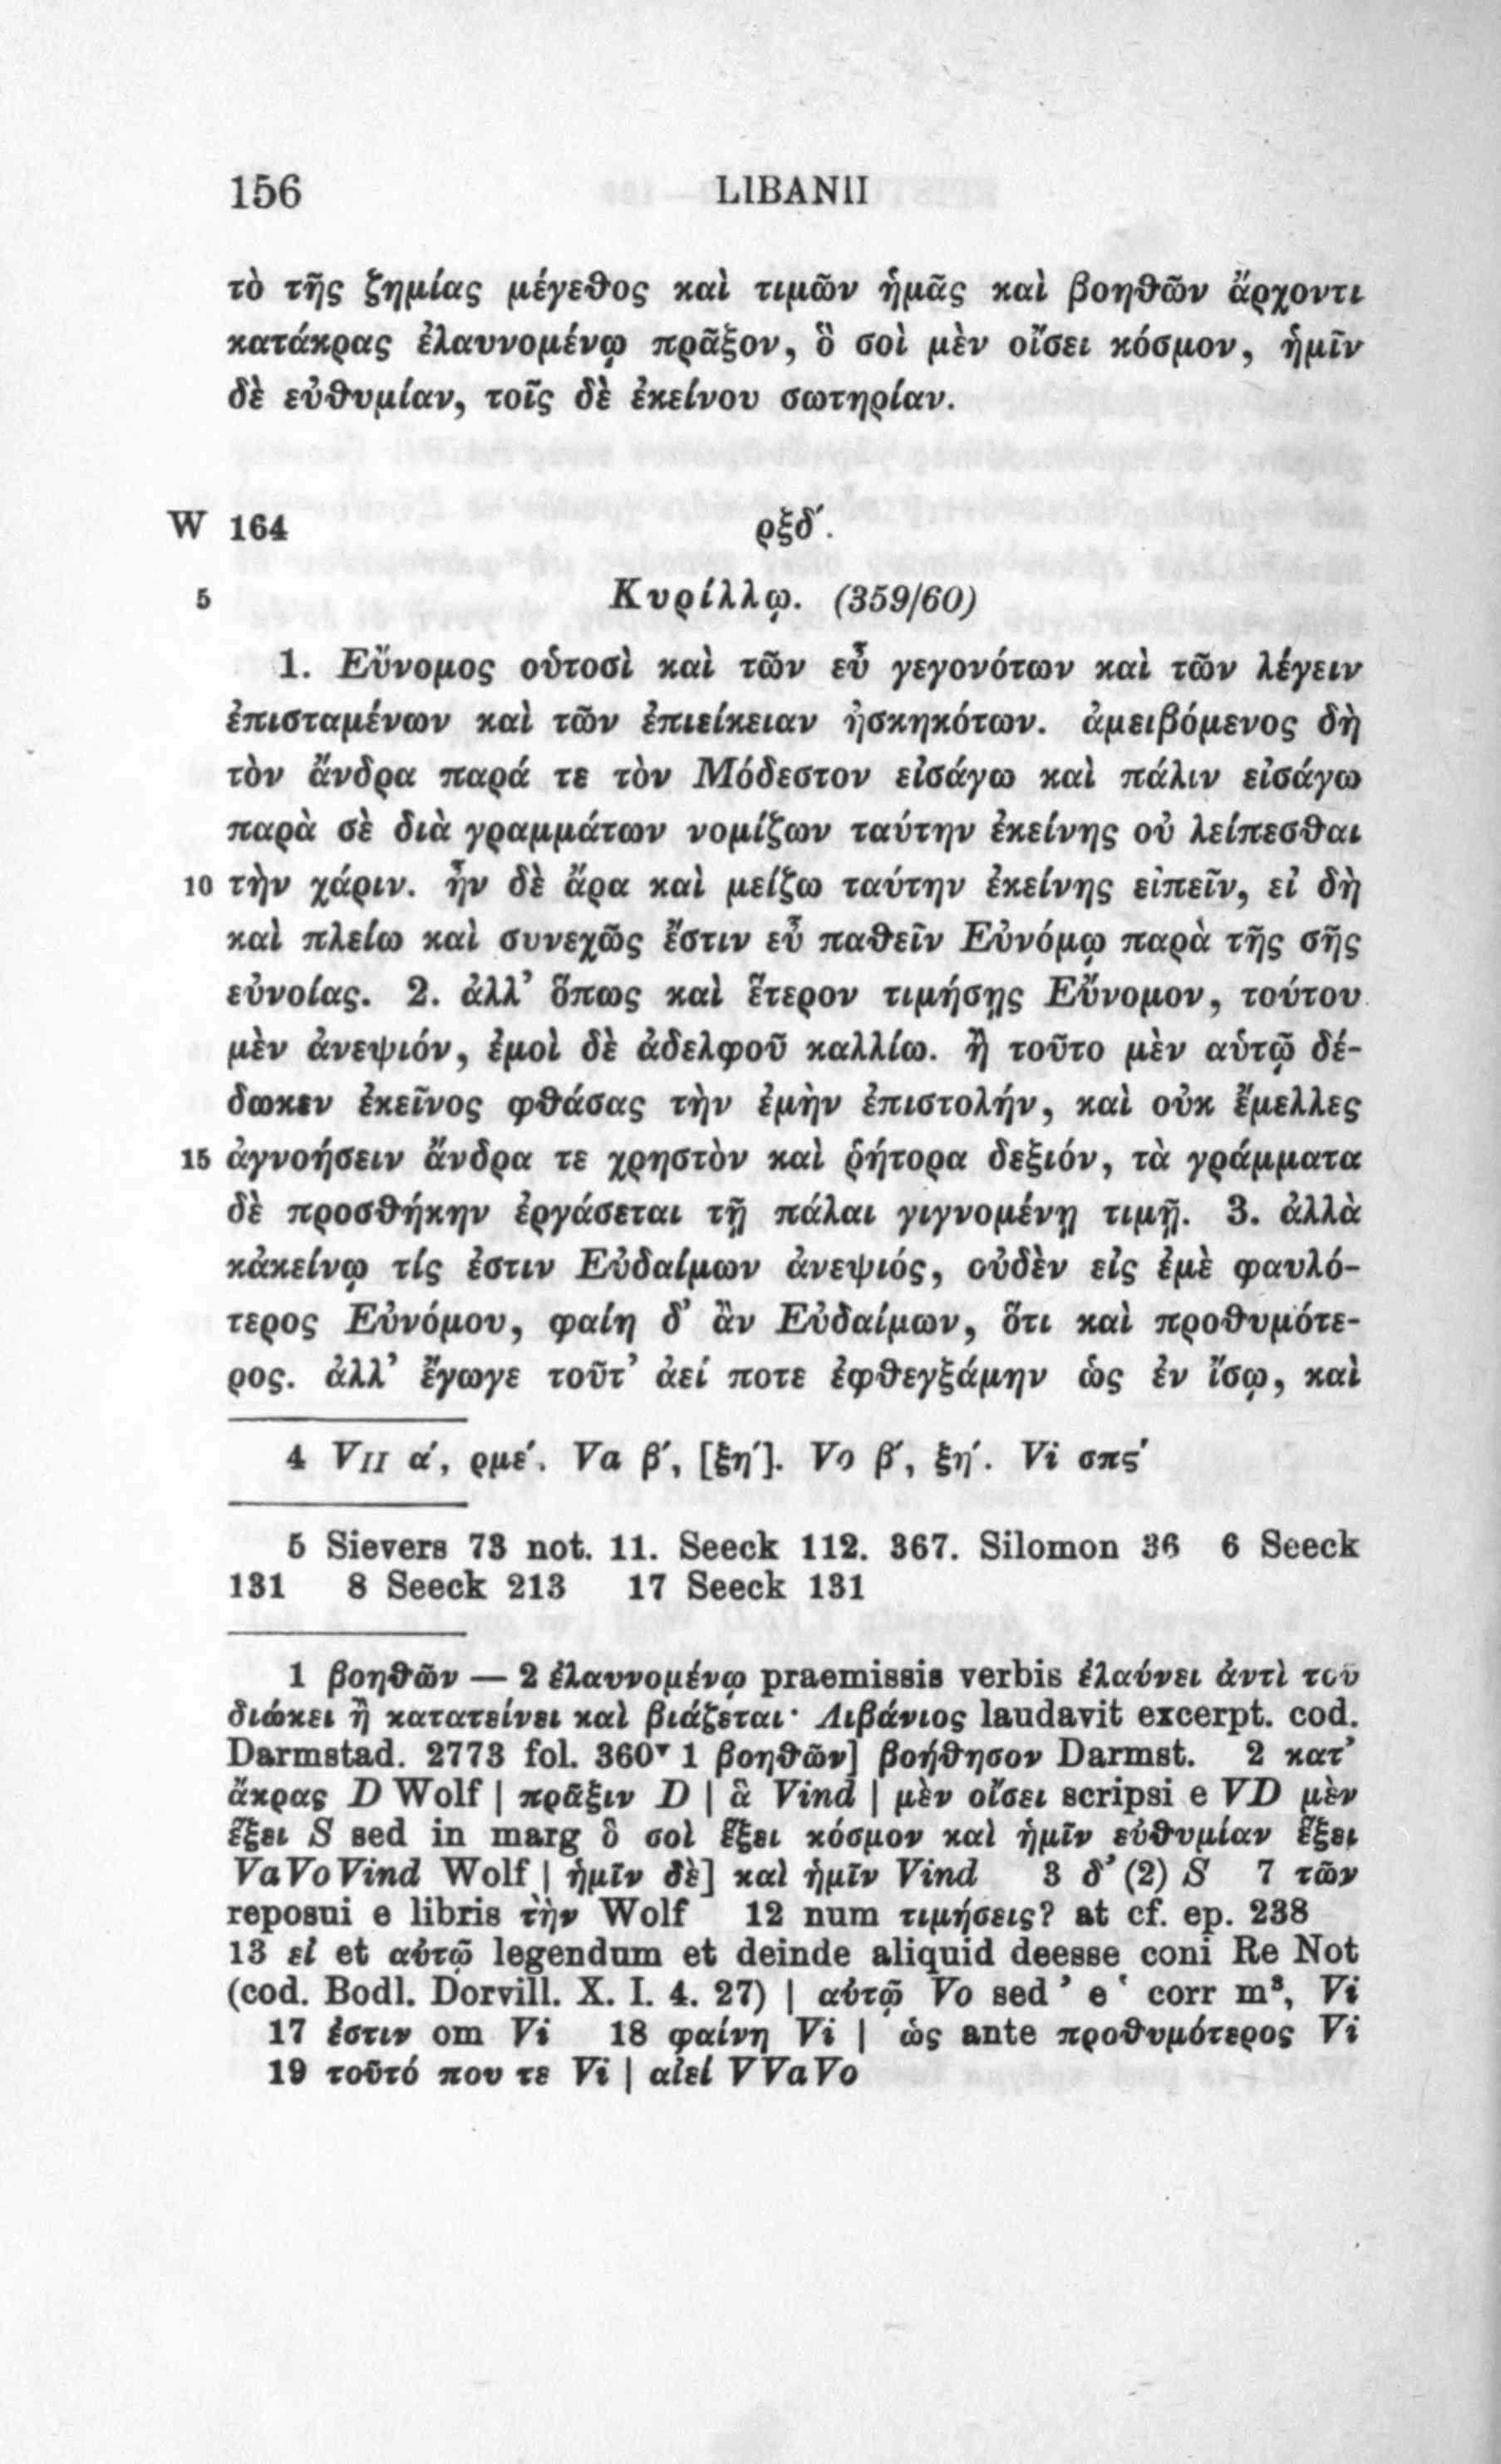 156 LIBANII
τὸ τῆς ζημίας μέγεθος καὶ τιμῶν ἡμᾶς καὶ βοηθῶν ἄρχοντι
κατάκρας ἐλαυνομένῳ πρᾶξον, ὃ σοὶ μὲν οἴσει κόσμον, ἡμῖν
δὲ εὐθυμίαν, τοῖς δὲ ἐκείνου σωτηρίαν.
W 164 ρξδ΄.
5 Κυρίλλῳ. (359/60)
1. Εὔνομος οὑτοσὶ καὶ τῶν εὖ γεγονότων καὶ τῶν λέγειν
ἐπισταμένων καὶ τῶν ἐπιείκειαν ἠσκηκότων. ἀμειβόμενος δὴ
τὸν ἄνδρα παρά τε τὸν Μόδεστον εἰσάγω καὶ πάλιν εἰσάγω
παρὰ σὲ διὰ γραμμάτων νομίζων ταύτην ἐκείνης οὐ λείπεσθαι
10 τὴν χάριν. ἦν δὲ ἄρα καὶ μείζω ταύτην ἐκείνης εἰπεῖν, εἰ δὴ
καὶ πλείω καὶ συνεχῶς ἔστιν εὖ παθεῖν Εὐνόμῳ παρὰ τῆς σῆς
εὐνοίας. 2. ἀλλ’ ὅπως καὶ ἕτερον τιμήσῃς Εὔνομον, τούτου
μὲν ἀνεψιόν, ἐμοὶ δὲ ἀδελφοῦ καλλίω. ἢ τοῦτο μὲν αὑτῷ δέ-
δωκεν ἐκεῖνος φθάσας τὴν ἐμὴν ἐπιστολήν, καὶ οὐκ ἔμελλες
15 ἀγνοήσειν ἄνδρα τε χρηστὸν καὶ ῥήτορα δεξιόν, τὰ γράμματα
δὲ προσθήκην ἐργάσεται τῇ πάλαι γιγνομένῃ τιμῇ. 3. ἀλλὰ
κἀκείνῳ τίς ἐστιν Εὐδαίμων ἀνεψιός, οὐδὲν εἰς ἐμὲ φαυλό-
τερος Εὐνόμου, φαίη δ’ ἂν Εὐδαίμων, ὅτι καὶ προθυμότε-
ρος. ἀλλ’ ἔγωγε τοῦτ’ ἀεί ποτε ἐφθεγξάμην ὡς ἐν ἴσῳ, καὶ
4 VII α΄, ρμε΄. Va β΄, [ξη΄]. Vo β΄, ξη΄. Vi σπς΄
5 Sievers 73 not. 11. Seeck 112. 367. Silomon 36 6 Seeck
131 8 Seeck 213 17 Seeck 131
1 βοηθῶν — 2 ἐλαυνομένῳ praemissis verbis ἐλαύνει ἀντὶ τοῦ
διώκει ἢ κατατείνει καὶ βιάζεται· Λιβάνιος laudavit excerpt. cod.
Darmstad. 2773 fol. 360ʳ 1 βοηθῶν] βοήθησον Darmst. 2 κατ’
ἄκρας D Wolf | πρᾶξιν D | ἃ Vind | μὲν οἴσει scripsi e VD μὲν
ἕξει S sed in marg ὃ σοὶ ἕξει κόσμον καὶ ἡμῖν εὐθυμίαν ἕξει
Va Vo Vind Wolf | ἡμῖν δὲ] καὶ ἡμῖν Vind 3 δ’ (2) S 7 τῶν
reposui e libris τὴν Wolf 12 num τιμήσεις? at cf. ep. 238
13 εἰ et αὐτῷ legendum et deinde aliquid deesse coni Re Not
(cod. Bodl. Dorvill. X. I. 4. 27) | αὐτῷ Vo sed ’ e ‘ corr m², Vi
17 ἐστιν om Vi 18 φαίνη Vi | ὡς ante προθυμότερος Vi
19 τοῦτό που τε Vi | αἰεί V Va Vo